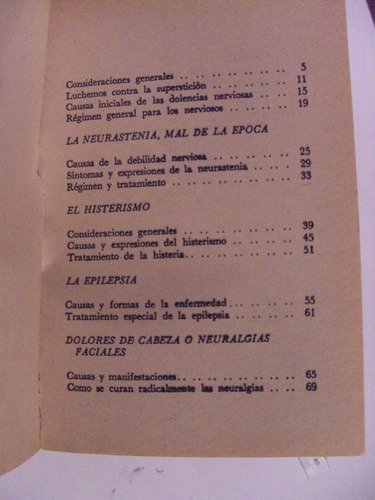 Consideraciones generales .. .. .. .. .. .. .. 5
Luchemos contra la superstición .. .. .. .. .. 11
Causas iniciales de las dolencias nerviosas .. .. .. 15
Régimen general para los nerviosos .. .. .. .. 19
LA NEURASTENIA, MAL DE LA EPOCA
Causas de la debilidad nerviosa .. .. .. .. .. 25
Síntomas y expresiones de la neurastenia .. .. .. 29
Régimen y tratamiento .. .. .. .. .. .. .. 33
EL HISTERISMO
Consideraciones generales .. .. .. .. .. .. .. 39
Causas y expresiones del histerismo .. .. .. .. 45
Tratamiento de la histeria.. .. .. .. .. .. .. 51
LA EPILEPSIA
Causas y formas de la enfermedad... .. .. .. .. 55
Tratamiento especial de la epilepsia .. .. .. .. 61
DOLORES DE CABEZA O NEURALGIAS
FACIALES
Causas y manifestaciones.. .. .. .. .. .. .. 65
Como se curan radicalmente las neuralgias .. .. 69